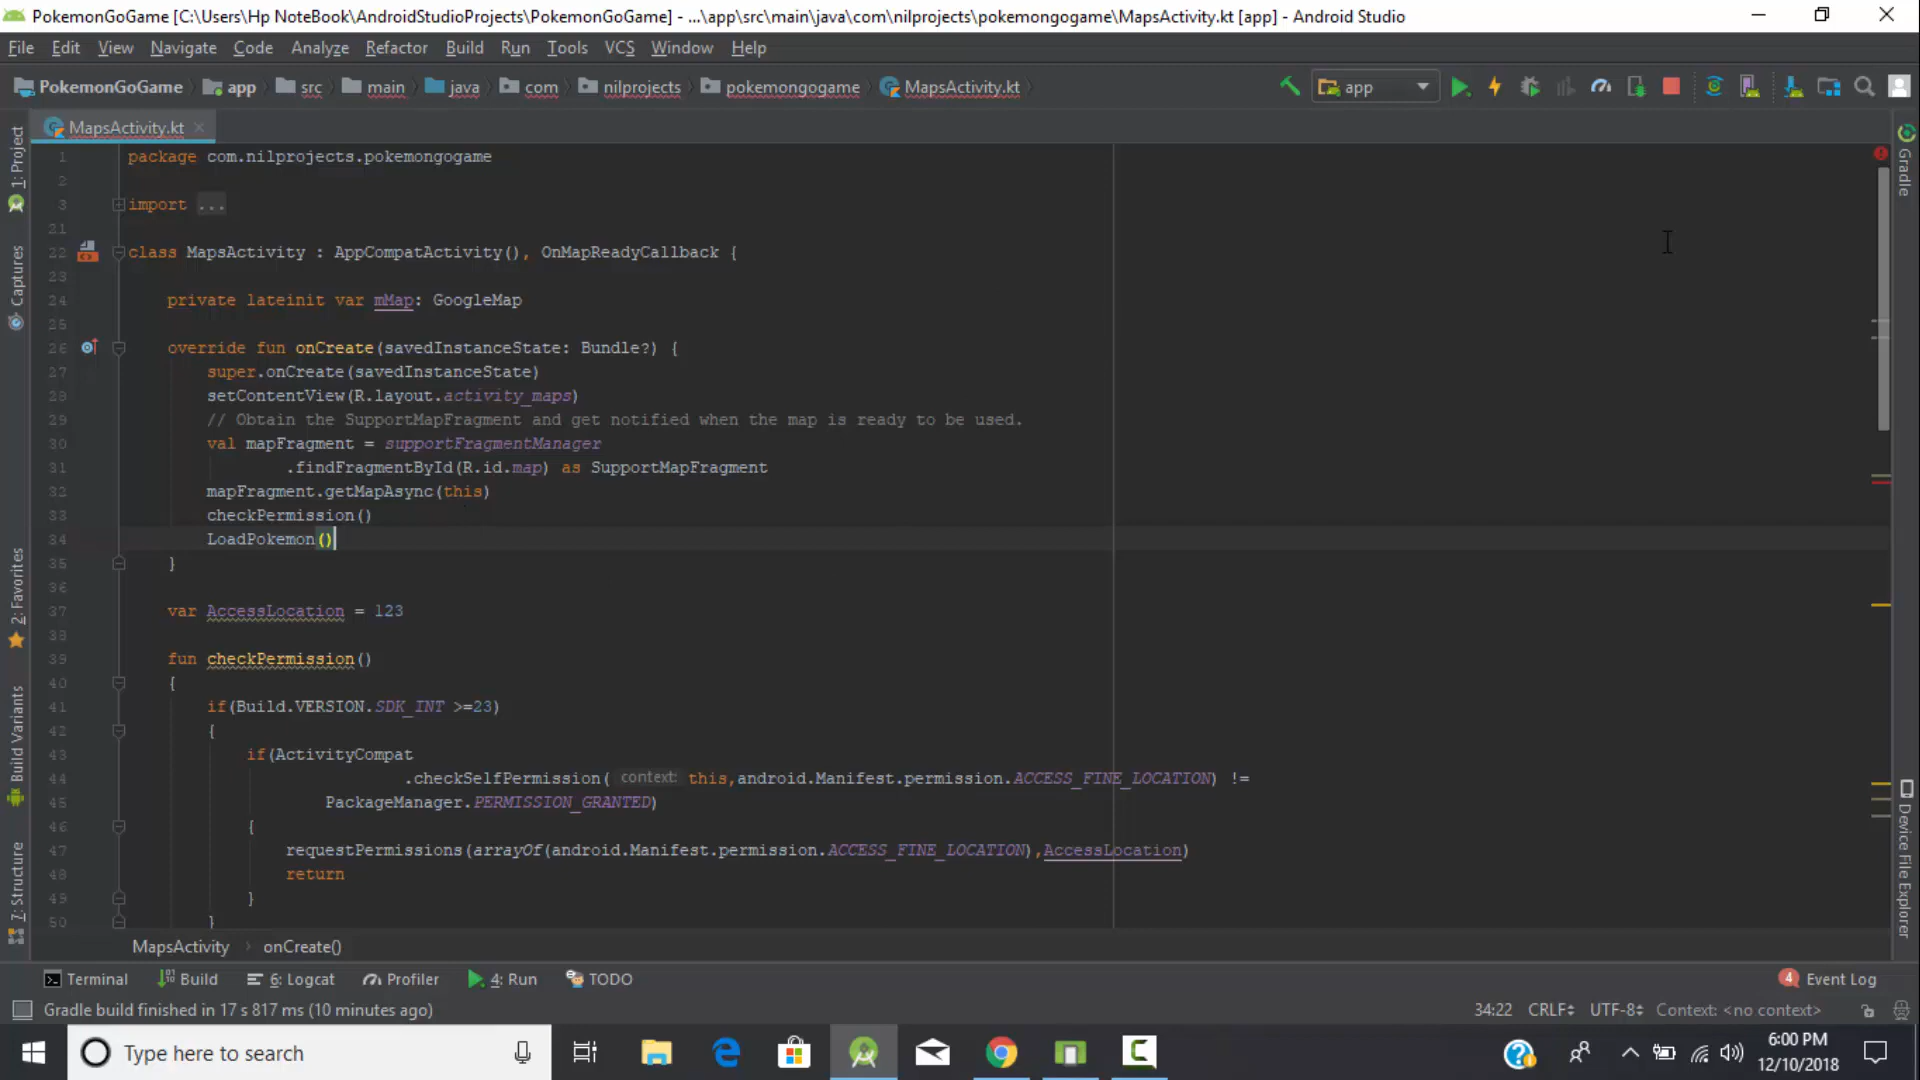 PokemonGoGame [C:\Users\Hp NoteBook\AndroidStudioProjects\PokemonGoGame] - ...\app\src\main\java\com\nilprojects\pokemongogame\MapsActivity.kt [app] - Android Studio
File Edit View Navigate Code Analyze Refactor Build Run Tools VCS Window Help
PokemonGoGame app src main java com nilprojects pokemongogame MapsActivity.kt app
MapsActivity.kt
1 package com.nilprojects.pokemongogame
2
3 import ...
21
22 class MapsActivity : AppCompatActivity(), OnMapReadyCallback {
23
24 private lateinit var mMap: GoogleMap
25
26 override fun onCreate(savedInstanceState: Bundle?) {
27 super.onCreate(savedInstanceState)
28 setContentView(R.layout.activity_maps)
29 // Obtain the SupportMapFragment and get notified when the map is ready to be used.
30 val mapFragment = supportFragmentManager
31 .findFragmentById(R.id.map) as SupportMapFragment
32 mapFragment.getMapAsync(this)
33 checkPermission()
34 LoadPokemon()
35 }
36
37 var AccessLocation = 123
38
39 fun checkPermission()
40 {
41 if(Build.VERSION.SDK_INT >=23)
42 {
43 if(ActivityCompat
44 .checkSelfPermission( context: this,android.Manifest.permission.ACCESS_FINE_LOCATION) !=
45 PackageManager.PERMISSION_GRANTED)
46 {
47 requestPermissions(arrayOf(android.Manifest.permission.ACCESS_FINE_LOCATION),AccessLocation)
48 return
49 }
50 }
1: Project
Captures
2: Favorites
Build Variants
7: Structure
Gradle
Device File Explorer
MapsActivity onCreate()
Terminal Build 6: Logcat Profiler 4: Run TODO 4 Event Log
Gradle build finished in 17 s 817 ms (10 minutes ago) 34:22 CRLF UTF-8 Context: <no context>
Type here to search
6:00 PM
12/10/2018